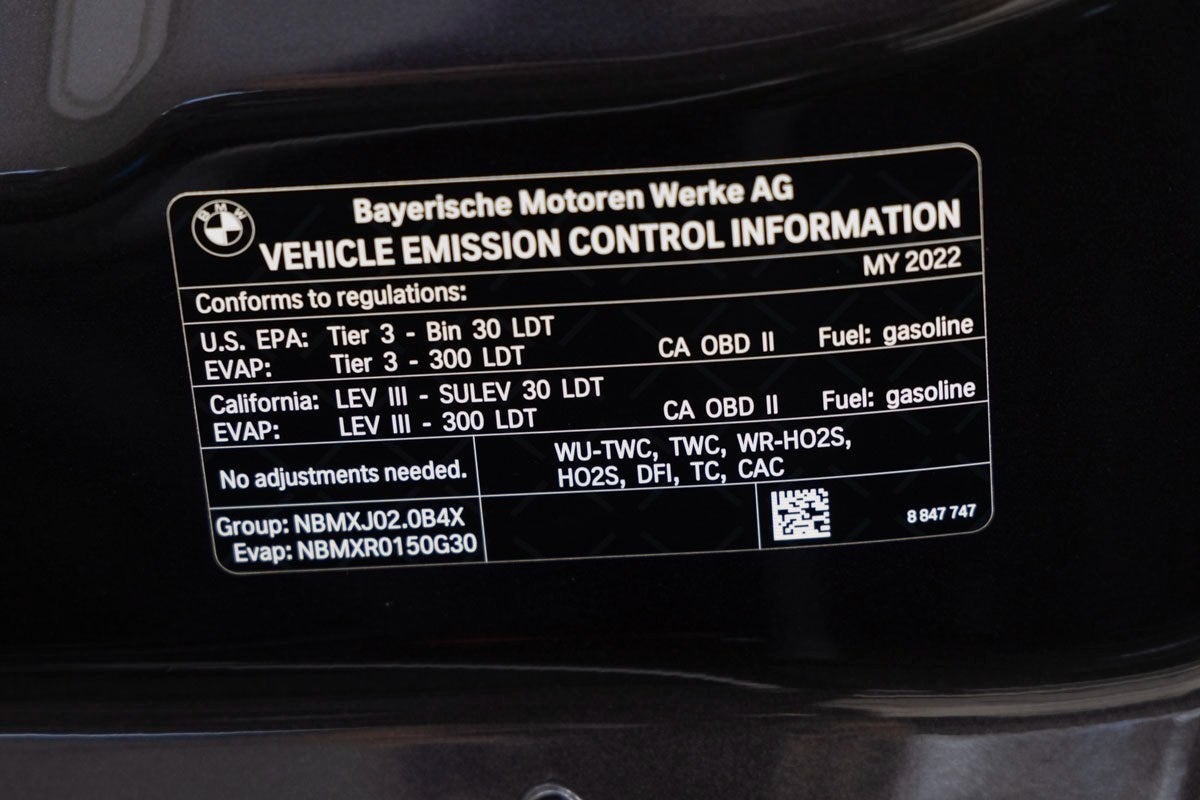 BMW
Bayerische Motoren Werke AG
VEHICLE EMISSION CONTROL INFORMATION
MY 2022
Conforms to regulations:
U.S. EPA: Tier 3 - Bin 30 LDT
EVAP: Tier 3 - 300 LDT CA OBD II Fuel: gasoline
California: LEV III - SULEV 30 LDT
EVAP: LEV III - 300 LDT CA OBD II Fuel: gasoline
No adjustments needed.
WU-TWC, TWC, WR-HO2S,
HO2S, DFI, TC, CAC
Group: NBMXJ02.0B4X
Evap: NBMXR0150G30
8 847 747